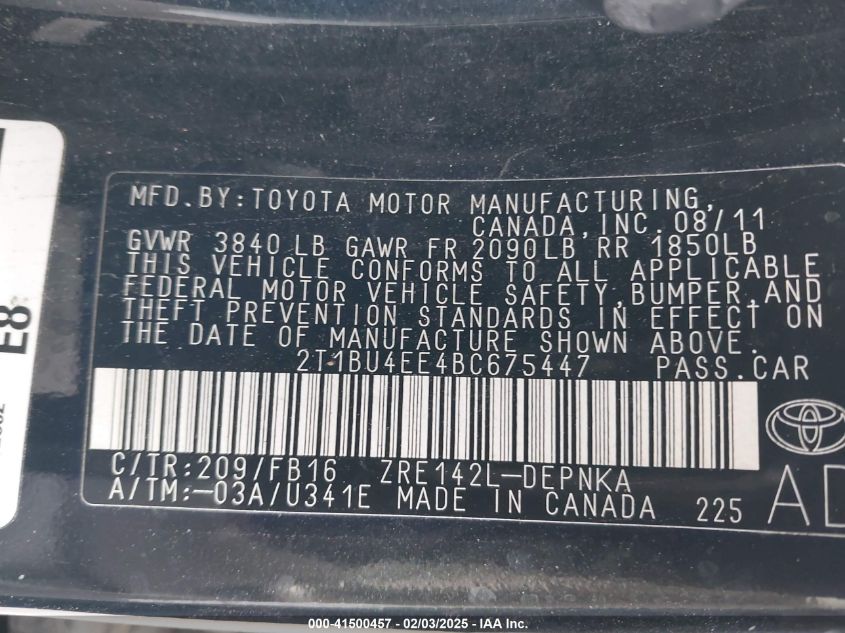 MFD.BY:TOYOTA MOTOR MANUFACTURING,
CANADA,INC. 08/11
GVWR 3840 LB GAWR FR 2090LB RR 1850LB
THIS VEHICLE CONFORMS TO ALL APPLICABLE
FEDERAL MOTOR VEHICLE SAFETY,BUMPER,AND
THEFT PREVENTION STANDARDS IN EFFECT ON
THE DATE OF MANUFACTURE SHOWN ABOVE.
2T1BU4EE4BC675447 PASS.CAR
C/TR:209/FB16 ZRE142L-DEPNKA
A/TM:-03A/U341E MADE IN CANADA 225
AD
E8
000-41500457 - 02/03/2025 - IAA Inc.